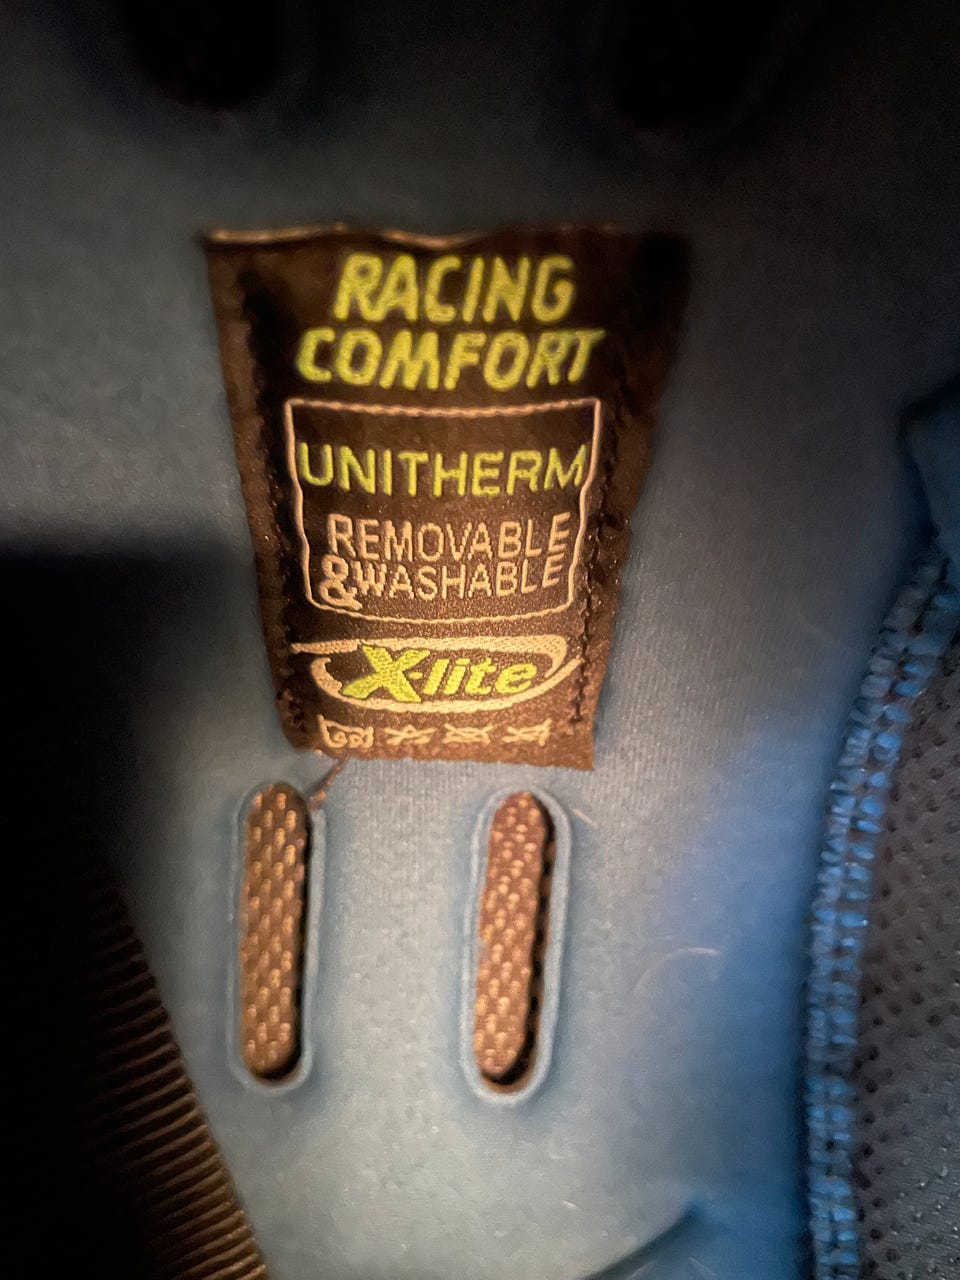 RACING
COMFORT
UNITHERM
REMOVABLE
&WASHABLE
X-lite